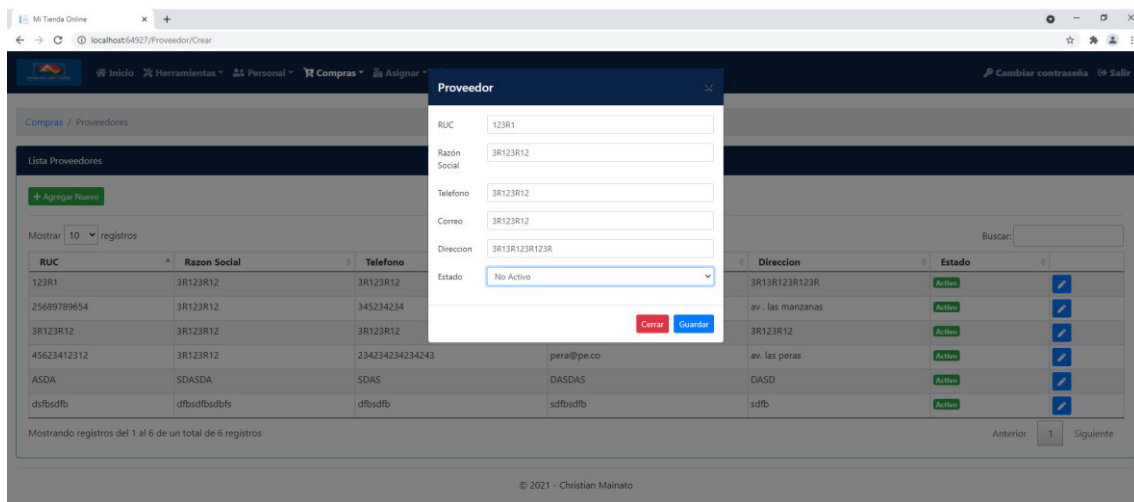 Mi Tienda Online
localhost:64927/Proveedor/Crear
Inicio Herramientas Personal Compras Asignar Cambiar contraseña Salir
Compras / Proveedores
Lista Proveedores
+ Agregar Nuevo
Mostrar 10 registros Buscar:
RUC Razon Social Telefono Direccion Estado
123R1 3R123R12 3R123R12 3R13R123R123R Activo
25689789654 3R123R12 345234234 av . las manzanas Activo
3R123R12 3R123R12 3R123R12 3R123R12 Activo
45623412312 3R123R12 234234234234243 pera@pe.co av. las peras Activo
ASDA SDASDA SDAS DASDAS DASD Activo
dsfbsdfb dfbsdfbsdbfs dfbsdfb sdfbsdfb sdfb Activo
Mostrando registros del 1 al 6 de un total de 6 registros Anterior 1 Siguiente
© 2021 - Christian Mainato
Proveedor
RUC 123R1
Razón
Social 3R123R12
Telefono 3R123R12
Correo 3R123R12
Direccion 3R13R123R123R
Estado No Activo
Cerrar Guardar